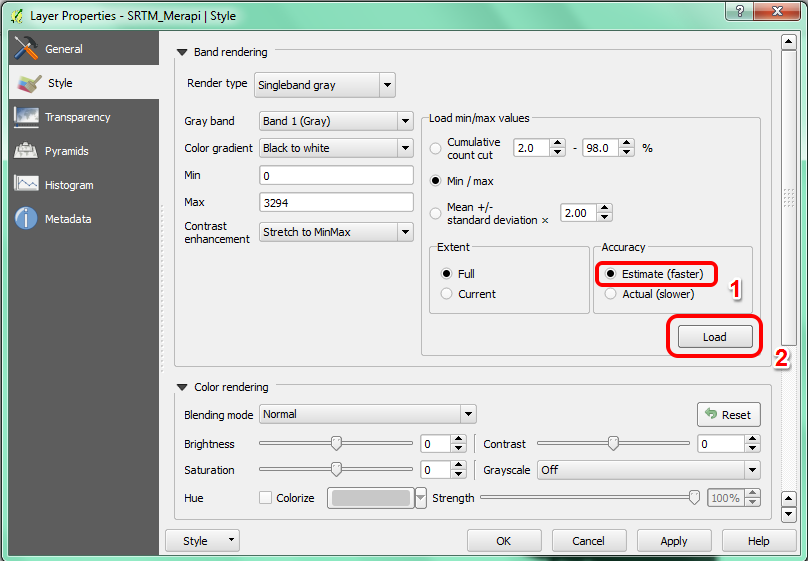 Layer Properties - SRTM_Merapi | Style
?
General
Style
Transparency
Pyramids
Histogram
Metadata
Band rendering
Render type Singleband gray
Gray band Band 1 (Gray)
Color gradient Black to white
Min 0
Max 3294
Contrast
enhancement Stretch to MinMax
Load min/max values
Cumulative
count cut 2.0 - 98.0 %
Min / max
Mean +/-
standard deviation × 2.00
Extent
Full
Current
Accuracy
Estimate (faster)
Actual (slower)
1
Load
2
Color rendering
Blending mode Normal
Reset
Brightness 0 Contrast 0
Saturation 0 Grayscale Off
Hue Colorize Strength 100%
Style OK Cancel Apply Help